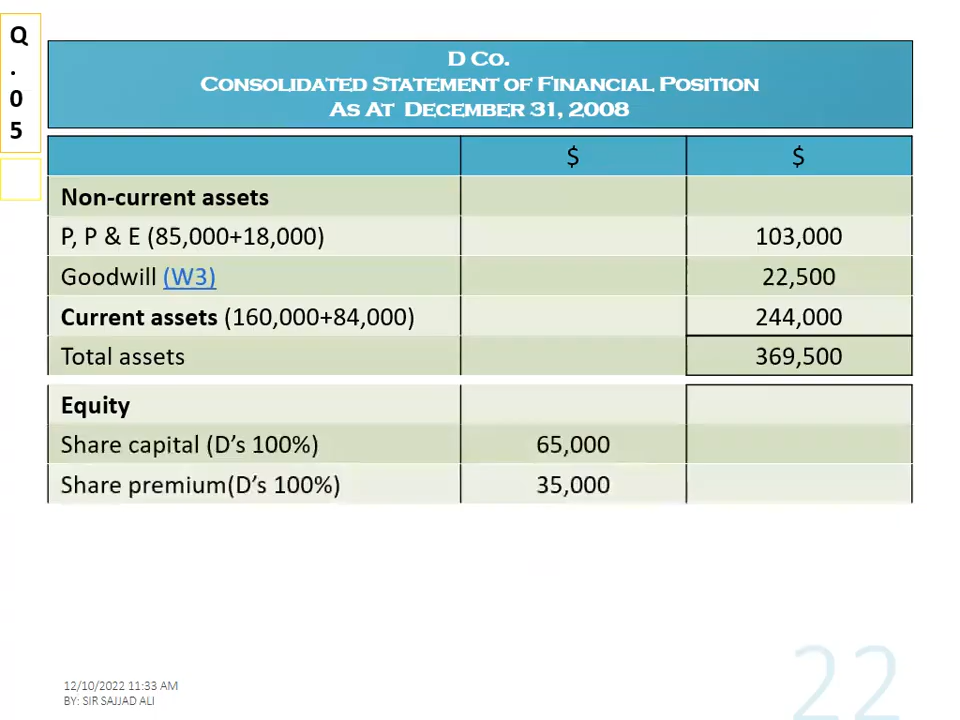 Q
.
0
5
D Co.
Consolidated Statement of Financial Position
As At December 31, 2008
$ $
Non-current assets
P, P & E (85,000+18,000) 103,000
Goodwill (W3) 22,500
Current assets (160,000+84,000) 244,000
Total assets 369,500
Equity
Share capital (D’s 100%) 65,000
Share premium(D’s 100%) 35,000
12/10/2022 11:33 AM
BY: SIR SAJJAD ALI
22